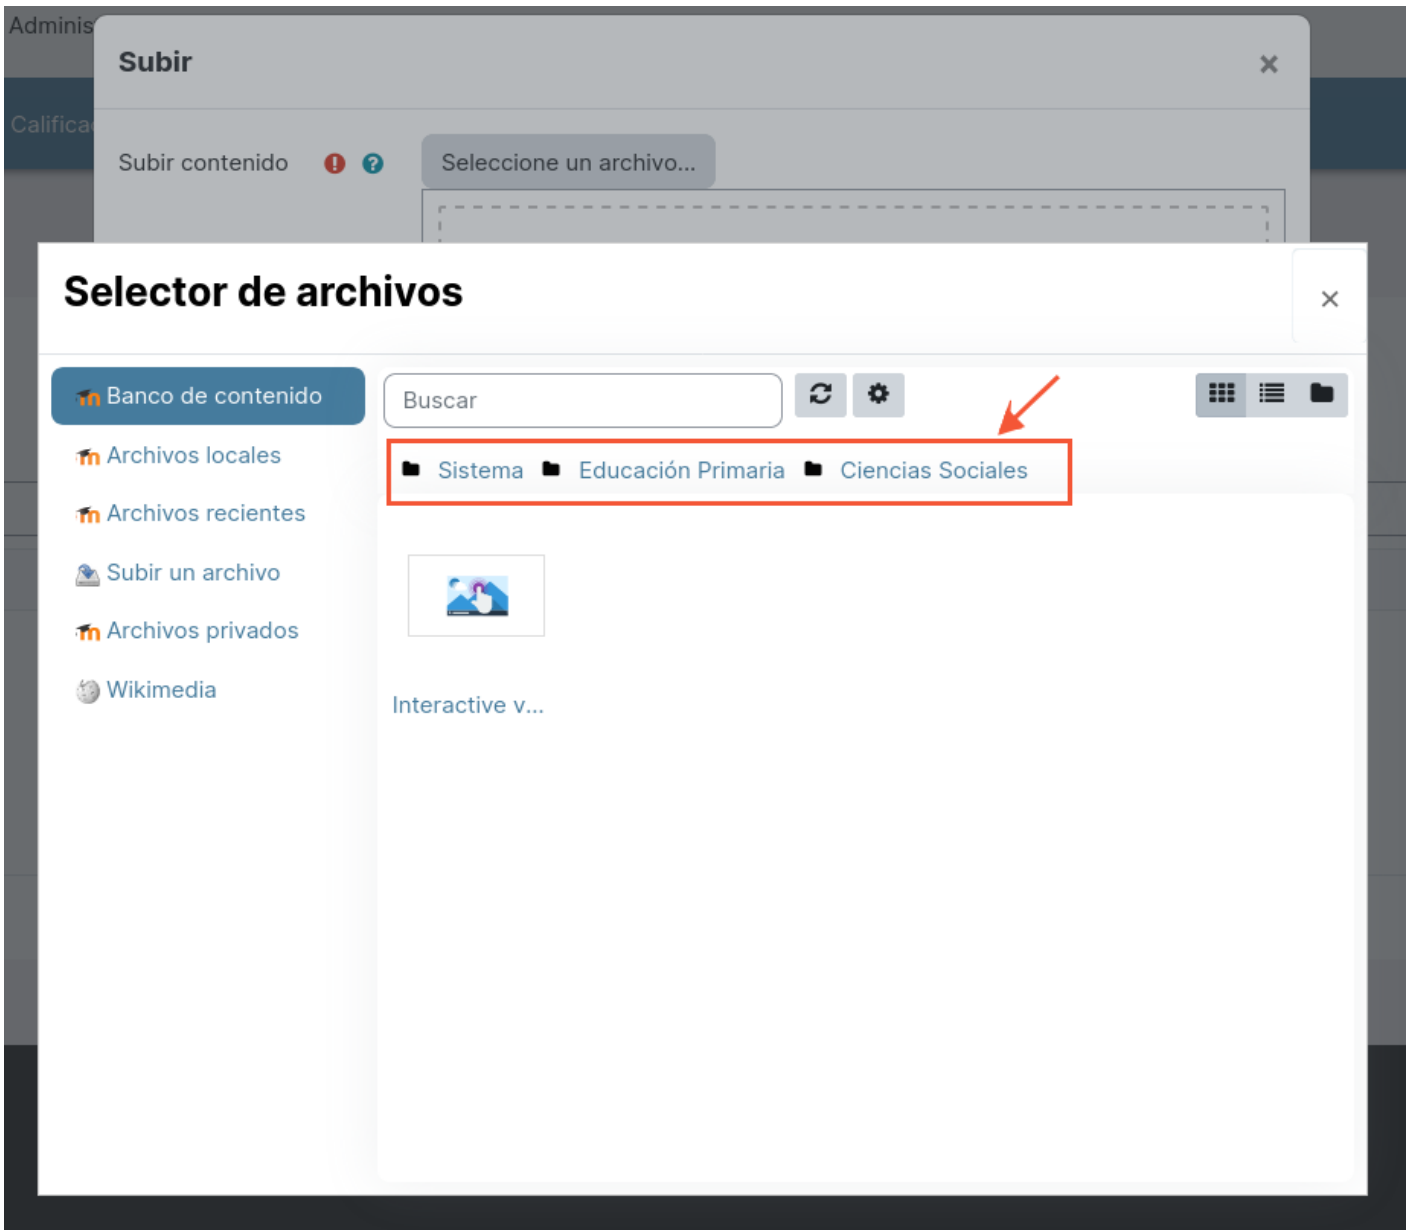 Adminis
Subir
Califica
Subir contenido
Seleccione un archivo...
Selector de archivos
Banco de contenido
Buscar
Archivos locales
Sistema Educación Primaria Ciencias Sociales
Archivos recientes
Subir un archivo
Archivos privados
Wikimedia
Interactive v...